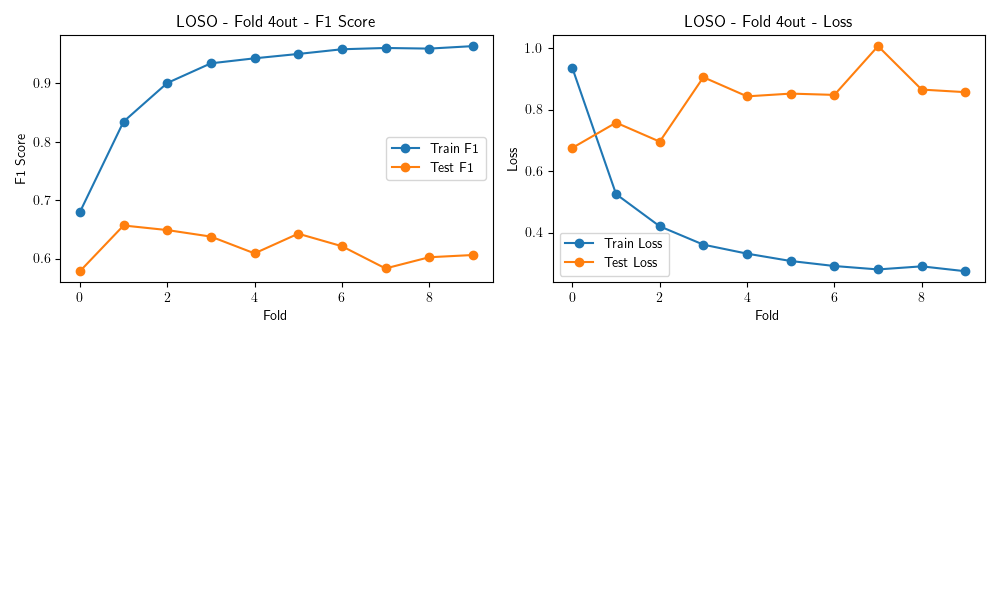 LOSO - Fold 4out - F1 Score
F1 Score
0.9
0.8
0.7
0.6
Train F1
Test F1
0 2 4 6 8
Fold
LOSO - Fold 4out - Loss
Loss
1.0
0.8
0.6
0.4
Train Loss
Test Loss
0 2 4 6 8
Fold